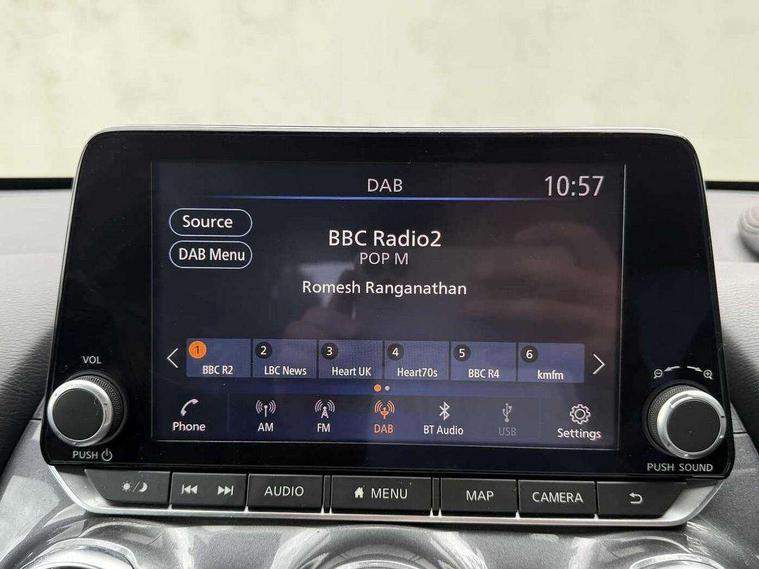 DAB
10:57
Source
DAB Menu
BBC Radio2
POP M
Romesh Ranganathan
1 2 3 4 5 6
BBC R2 LBC News Heart UK Heart70s BBC R4 kmfm
Phone AM FM DAB BT Audio USB Settings
VOL
PUSH
PUSH SOUND
AUDIO MENU MAP CAMERA